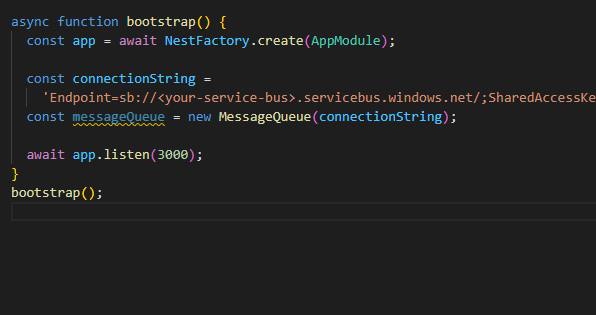 async function bootstrap() {
const app = await NestFactory.create(AppModule);
const connectionString =
'Endpoint=sb://<your-service-bus>.servicebus.windows.net/;SharedAccessKe
const messageQueue = new MessageQueue(connectionString);
await app.listen(3000);
}
bootstrap();